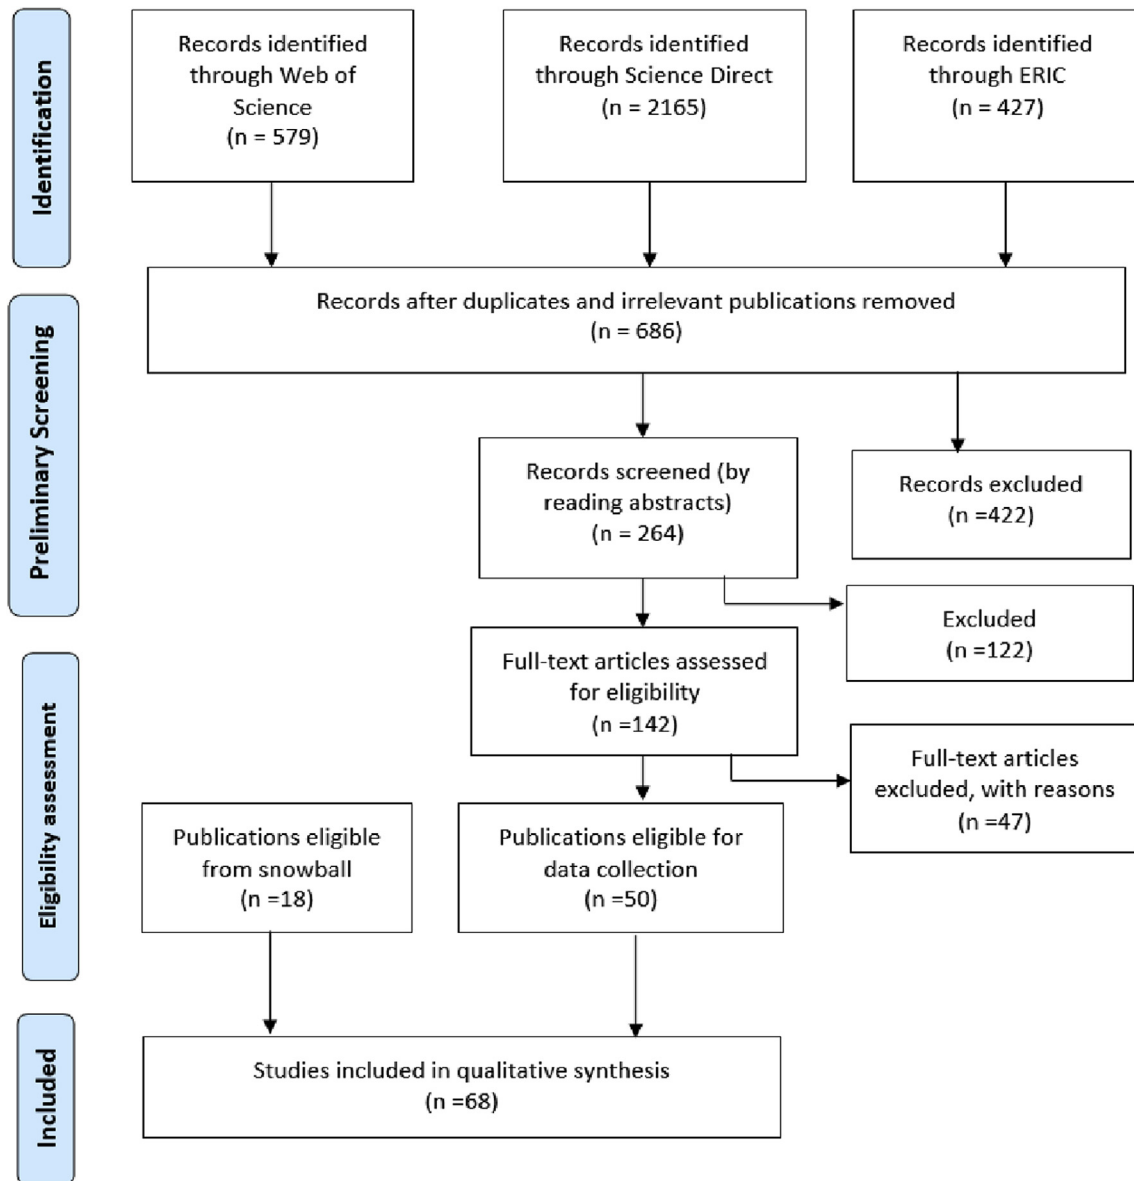 Identification
Records identified
through Web of
Science
(n = 579)
Records identified
through Science Direct
(n = 2165)
Records identified
through ERIC
(n = 427)
Preliminary Screening
Records after duplicates and irrelevant publications removed
(n = 686)
Records screened (by
reading abstracts)
(n = 264)
Records excluded
(n =422)
Excluded
(n =122)
Eligibility assessment
Full-text articles assessed
for eligibility
(n =142)
Full-text articles
excluded, with reasons
(n =47)
Publications eligible
from snowball
(n =18)
Publications eligible for
data collection
(n =50)
Included
Studies included in qualitative synthesis
(n =68)